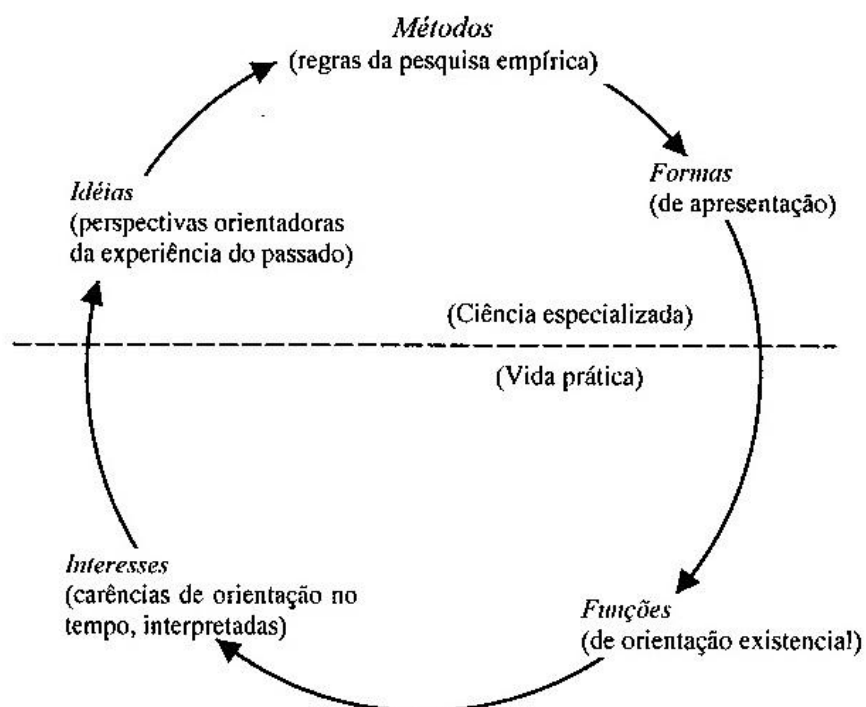 Métodos
(regras da pesquisa empírica)
Formas
(de apresentação)
Idéias
(perspectivas orientadoras
da experiência do passado)
(Ciência especializada)
(Vida prática)
Interesses
(carências de orientação no
tempo, interpretadas)
Funções
(de orientação existencial)